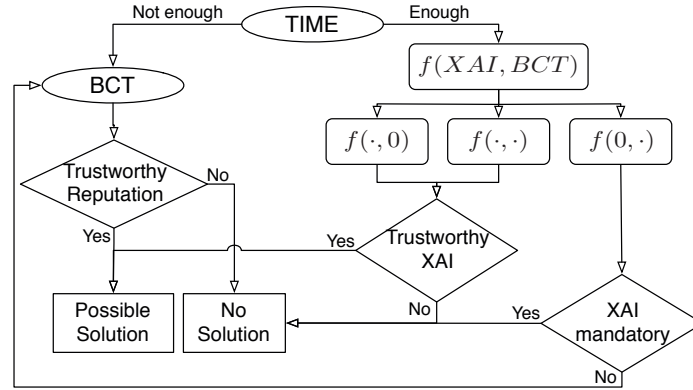 Not enough
TIME
Enough
BCT
f(XAI, BCT)
f(·, 0)
f(·, ·)
f(0, ·)
Trustworthy
Reputation
No
Yes
Trustworthy
XAI
Yes
No
Possible
Solution
No
Solution
Yes
XAI
mandatory
No